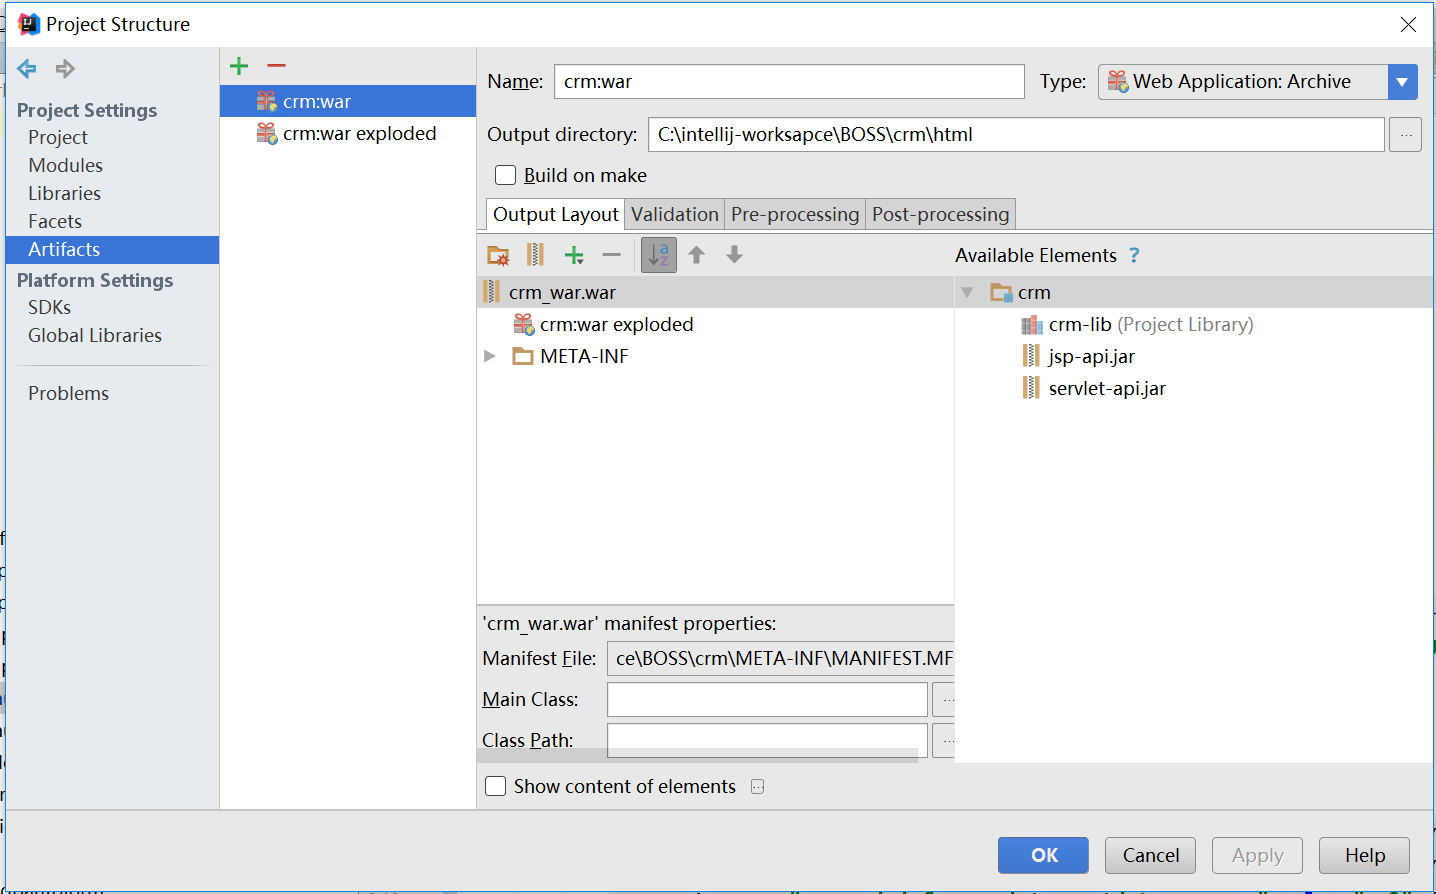 Project Structure
Project Settings
Project
Modules
Libraries
Facets
Artifacts
Platform Settings
SDKs
Global Libraries
Problems
crm:war
crm:war exploded
Name: crm:war
Type: Web Application: Archive
Output directory: C:\intellij-worksapce\BOSS\crm\html
Build on make
Output Layout Validation Pre-processing Post-processing
Available Elements ?
crm_war.war
crm:war exploded
META-INF
crm
crm-lib (Project Library)
jsp-api.jar
servlet-api.jar
'crm_war.war' manifest properties:
Manifest File: ce\BOSS\crm\META-INF\MANIFEST.MF
Main Class:
Class Path:
Show content of elements
OK Cancel Apply Help